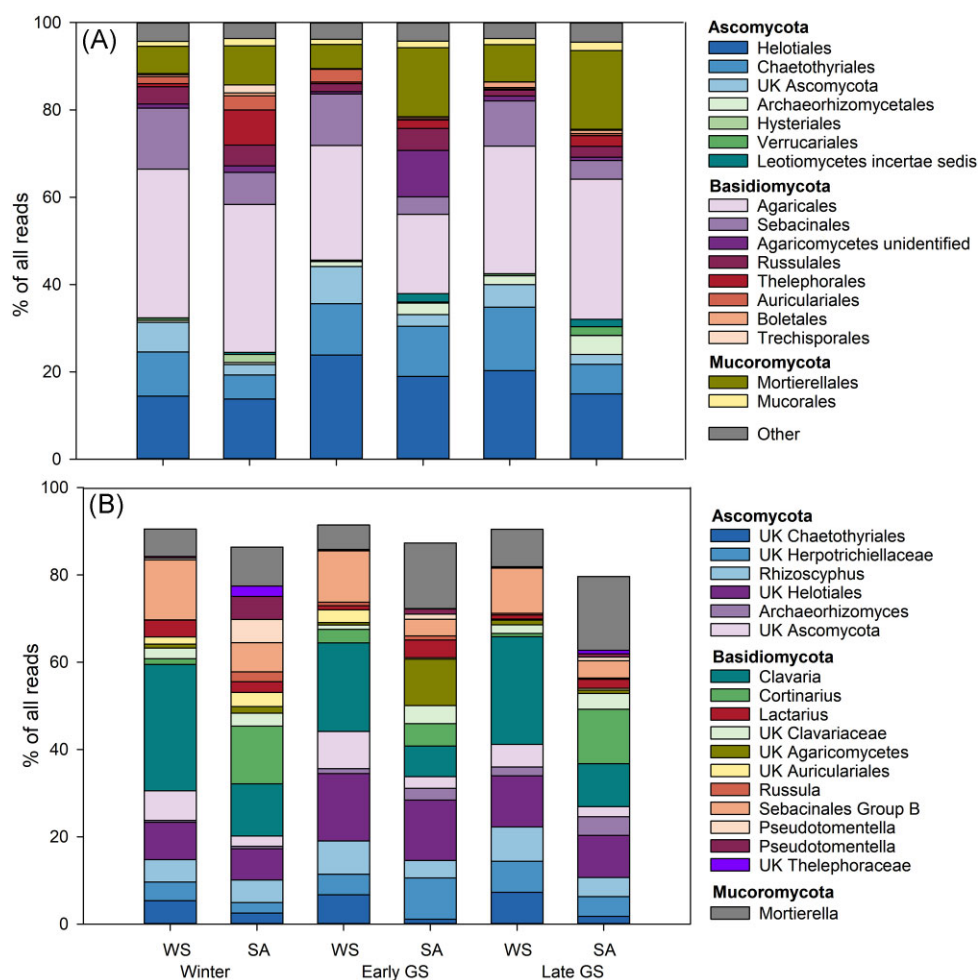 (A)
100
80
60
40
20
0
% of all reads
Ascomycota
Helotiales
Chaetothyriales
UK Ascomycota
Archaeorhizomycetales
Hysteriales
Verrucariales
Leotiomycetes incertae sedis
Basidiomycota
Agaricales
Sebacinales
Agaricomycetes unidentified
Russulales
Thelephorales
Auriculariales
Boletales
Trechisporales
Mucoromycota
Mortierellales
Mucorales
Other
(B)
100
80
60
40
20
0
% of all reads
WS SA WS SA WS SA
Winter Early GS Late GS
Ascomycota
UK Chaetothyriales
UK Herpotrichiellaceae
Rhizoscyphus
UK Helotiales
Archaeorhizomyces
UK Ascomycota
Basidiomycota
Clavaria
Cortinarius
Lactarius
UK Clavariaceae
UK Agaricomycetes
UK Auriculariales
Russula
Sebacinales Group B
Pseudotomentella
Pseudotomentella
UK Thelephoraceae
Mucoromycota
Mortierella